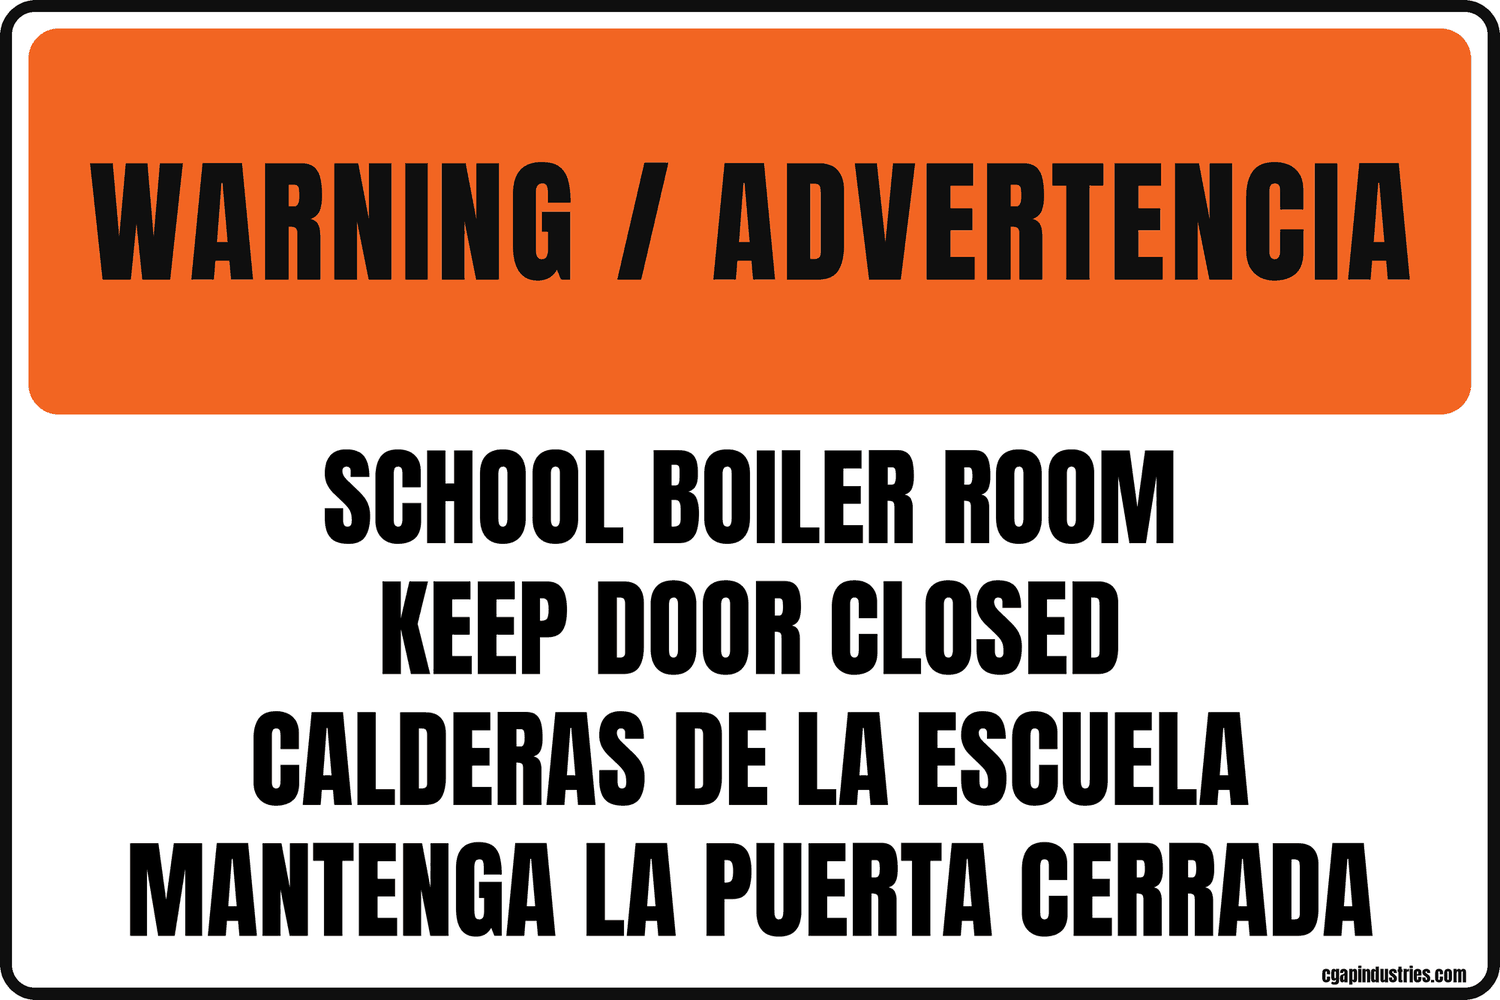 WARNING / ADVERTENCIA
SCHOOL BOILER ROOM
KEEP DOOR CLOSED
CALDERAS DE LA ESCUELA
MANTENGA LA PUERTA CERRADA
cgapindustries.com